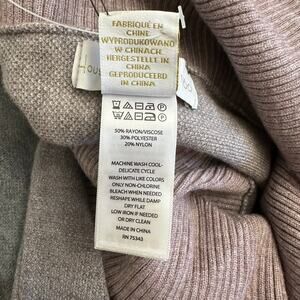 FABRIQUÉ EN
CHINE
WYPRODUKOWANO
W CHINACH
HERGESTELLT IN
CHINA
GEPRODUCEERD
IN CHINA
50% RAYON/VISCOSE
30% POLYESTER
20% NYLON
MACHINE WASH COOL-
DELICATE CYCLE
WASH WITH LIKE COLORS
ONLY NON-CHLORINE
BLEACH WHEN NEEDED
RESHAPE WHILE DAMP
DRY FLAT
LOW IRON IF NEEDED
OR DRY CLEAN
MADE IN CHINA
RN 75343